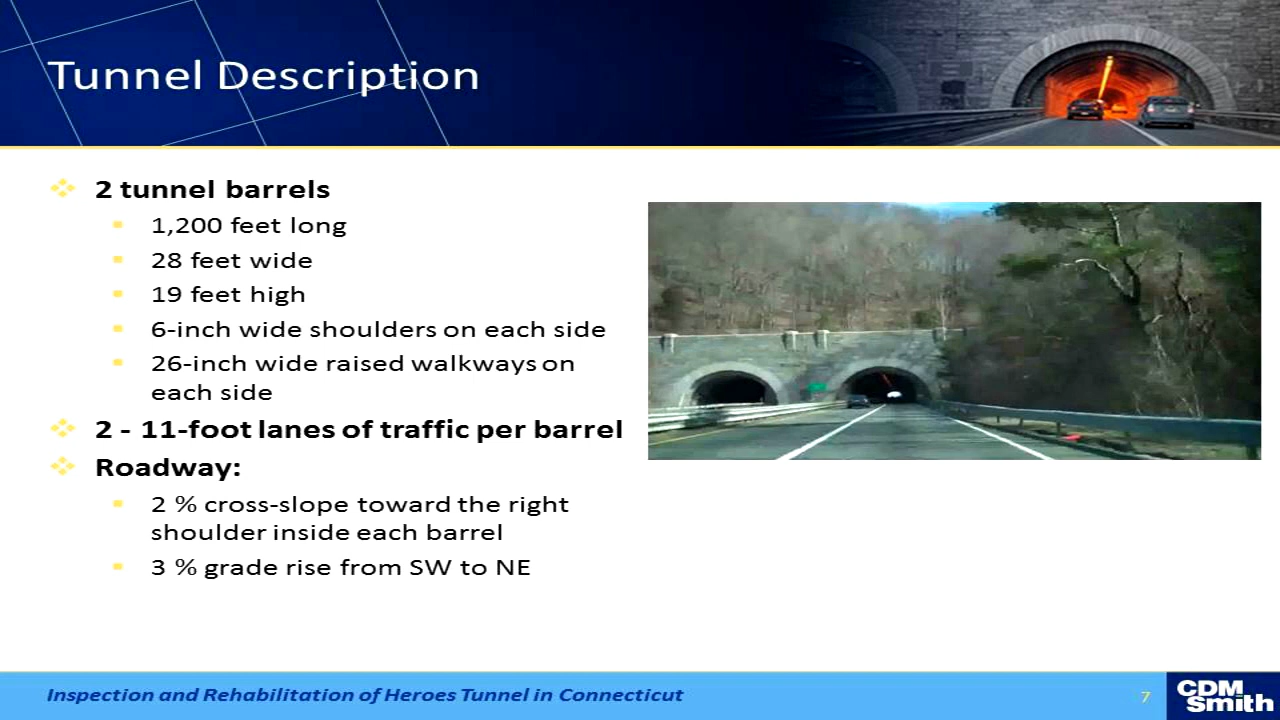 Tunnel Description
2 tunnel barrels
1,200 feet long
28 feet wide
19 feet high
6-inch wide shoulders on each side
26-inch wide raised walkways on
each side
2 - 11-foot lanes of traffic per barrel
Roadway:
2 % cross-slope toward the right
shoulder inside each barrel
3 % grade rise from SW to NE
Inspection and Rehabilitation of Heroes Tunnel in Connecticut
7
CDM
Smith